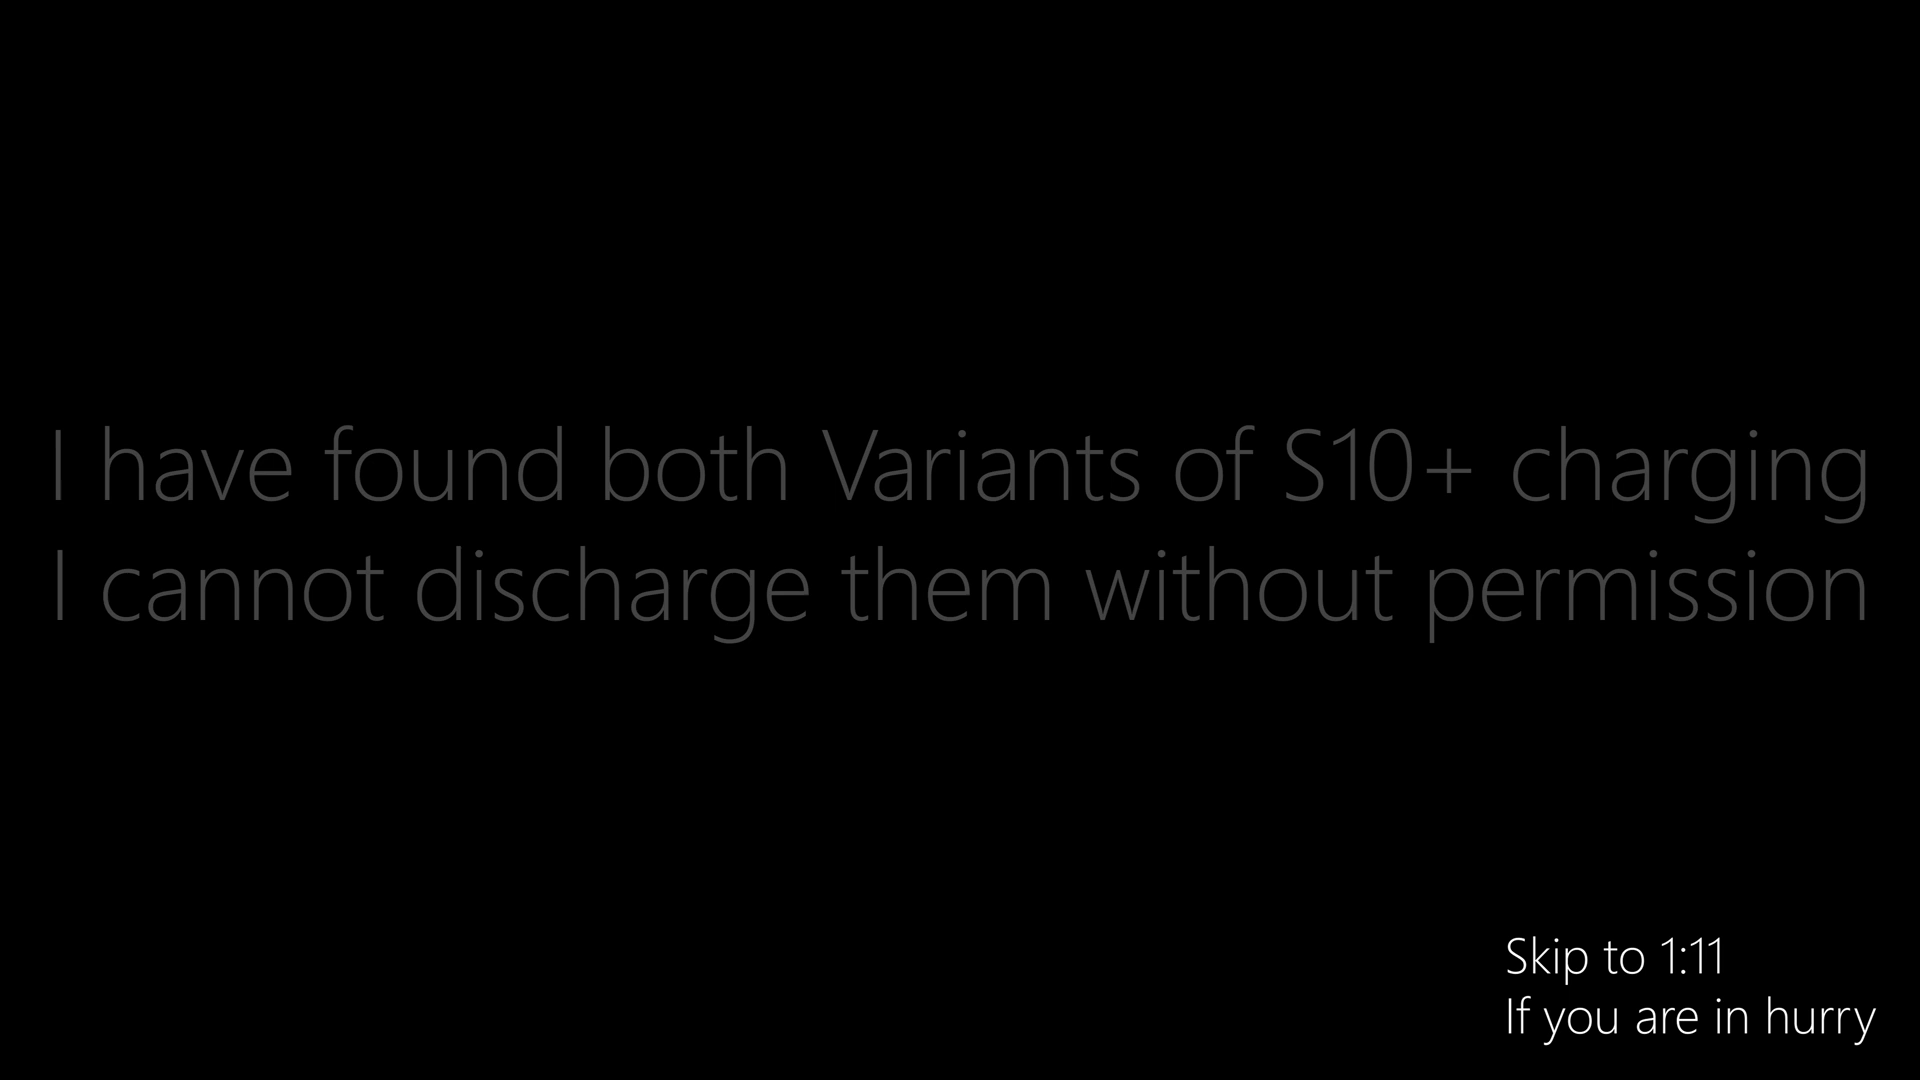 I have found both Variants of S10+ charging
I cannot discharge them without permission
Skip to 1:11
If you are in hurry